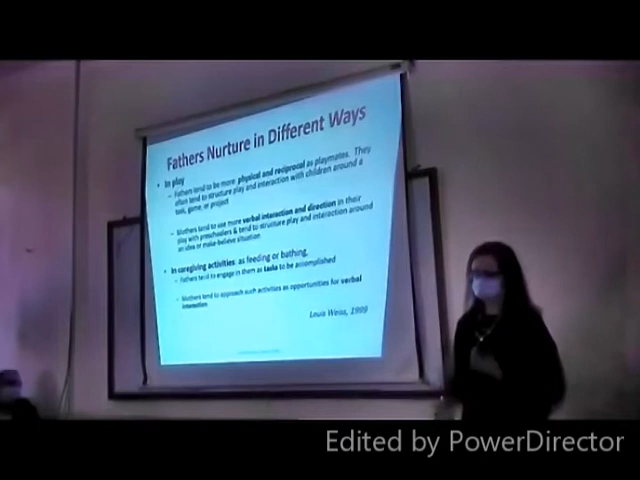 Fathers Nurture in Different Ways
• In play
– Fathers tend to be more physical and reciprocal as playmates. They
often tend to structure play and interaction with children around a
task, game, or project
– Mothers tend to use more verbal interaction and direction in their
play with preschoolers & tend to structure play and interaction around
an idea or make-believe situation
• In caregiving activities: as feeding or bathing,
– Fathers tend to engage in them as tasks to be accomplished
– Mothers tend to approach such activities as opportunities for verbal
interaction
1999
Edited by PowerDirector